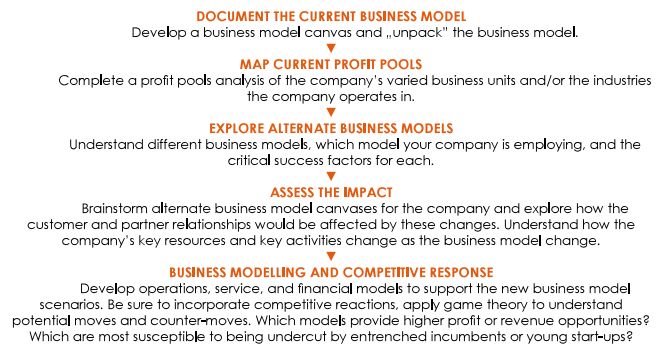 DOCUMENT THE CURRENT BUSINESS MODEL
Develop a business model canvas and „unpack” the business model.
MAP CURRENT PROFIT POOLS
Complete a profit pools analysis of the company's varied business units and/or the industries
the company operates in.
EXPLORE ALTERNATE BUSINESS MODELS
Understand different business models, which model your company is employing, and the
critical success factors for each.
ASSESS THE IMPACT
Brainstorm alternate business model canvases for the company and explore how the
customer and partner relationships would be affected by these changes. Understand how the
company's key resources and key activities change as the business model change.
BUSINESS MODELLING AND COMPETITIVE RESPONSE
Develop operations, service, and financial models to support the new business model
scenarios. Be sure to incorporate competitive reactions, apply game theory to understand
potential moves and counter-moves. Which models provide higher profit or revenue opportunities?
Which are most susceptible to being undercut by entrenched incumbents or young start-ups?